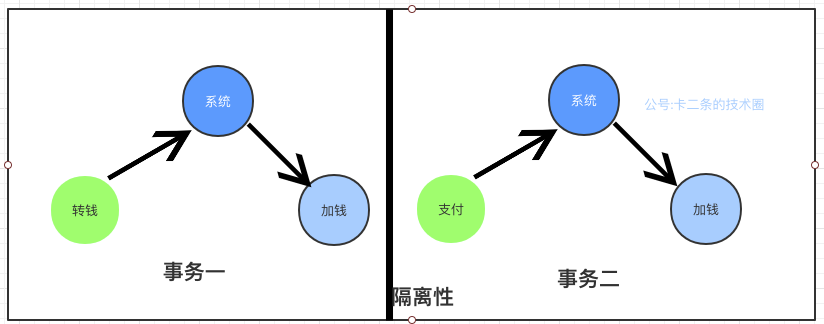 系统
转钱
加钱
事务一
隔离性
系统
公号:卡二条的技术圈
支付
加钱
事务二